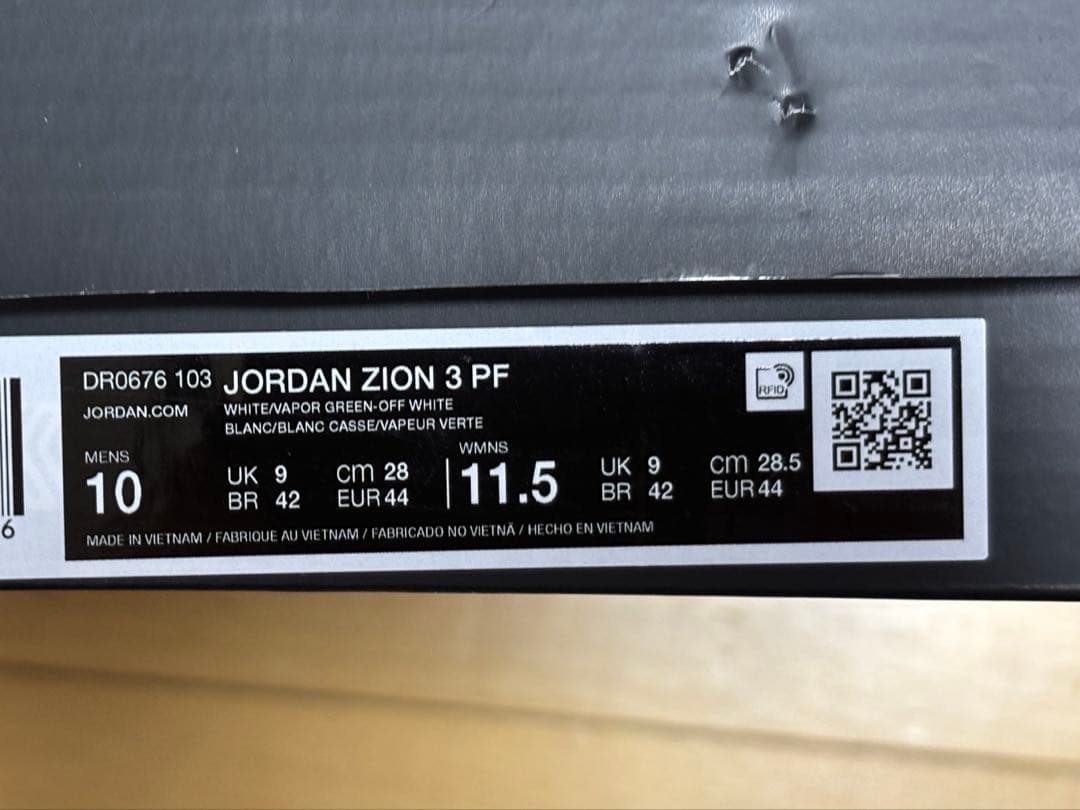 DR0676 103 JORDAN ZION 3 PF
JORDAN.COM
WHITE/VAPOR GREEN-OFF WHITE
BLANC/BLANC CASSE/VAPEUR VERTE
RFID
MENS
10
UK 9
BR 42
cm 28
EUR 44
WMNS
11.5
UK 9
BR 42
cm 28.5
EUR 44
MADE IN VIETNAM / FABRIQUE AU VIETNAM / FABRICADO NO VIETNÃ / HECHO EN VIETNAM
6